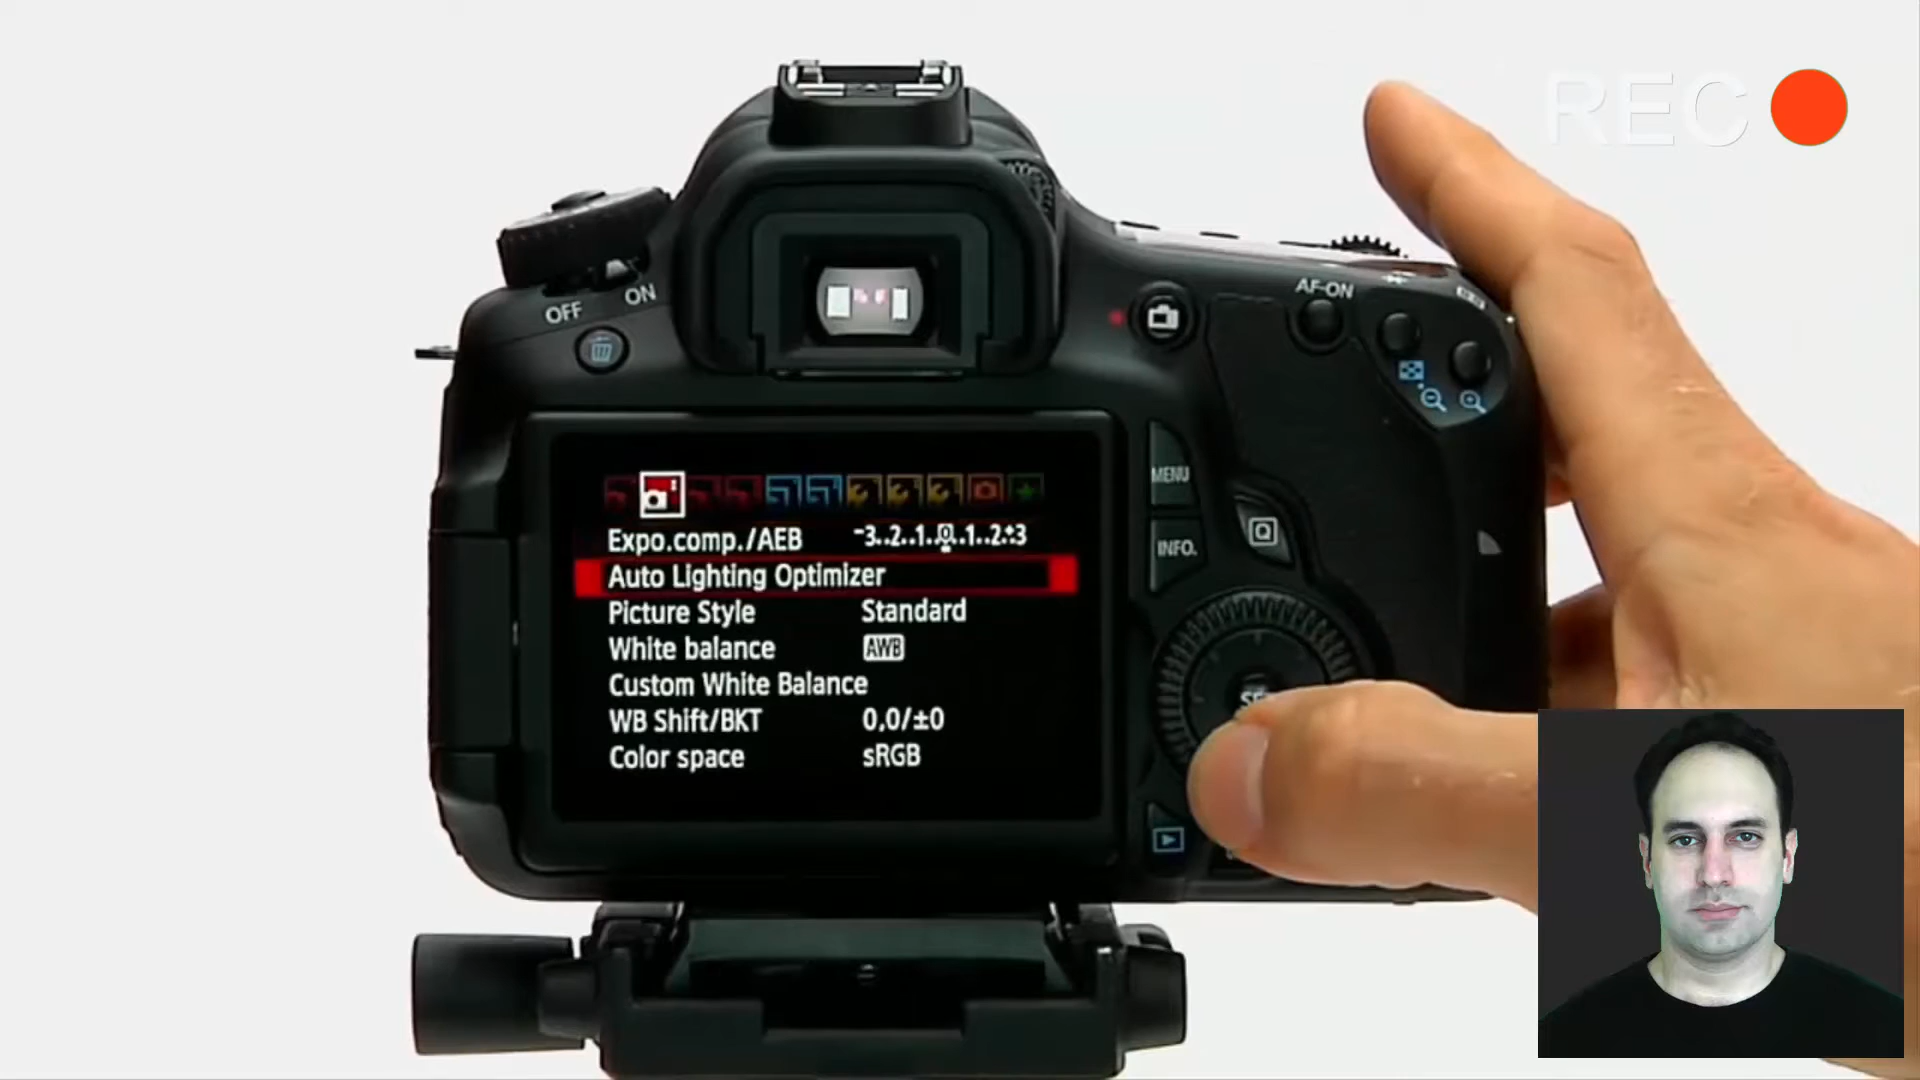 REC
OFF
ON
AF-ON
MENU
INFO.
Q
Expo.comp./AEB -3..2..1..0..1..2..+3
Auto Lighting Optimizer
Picture Style Standard
White balance AWB
Custom White Balance
WB Shift/BKT 0,0/±0
Color space sRGB